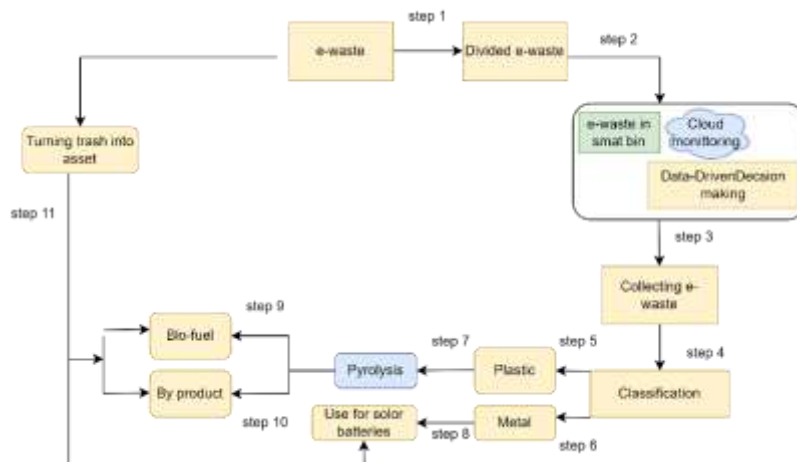 step 1
e-waste
Divided e-waste
step 2
e-waste in
smat bin
Cloud
monittoring
Turning trash into
asset
Data-DrivenDecsion
making
step 11
step 3
Collecting e-
waste
step 9
Bio-fuel
step 7
step 5
step 4
Pyrolysis
Plastic
By product
Classification
step 10
Use for solor
batteries
step 8
Metal
step 6